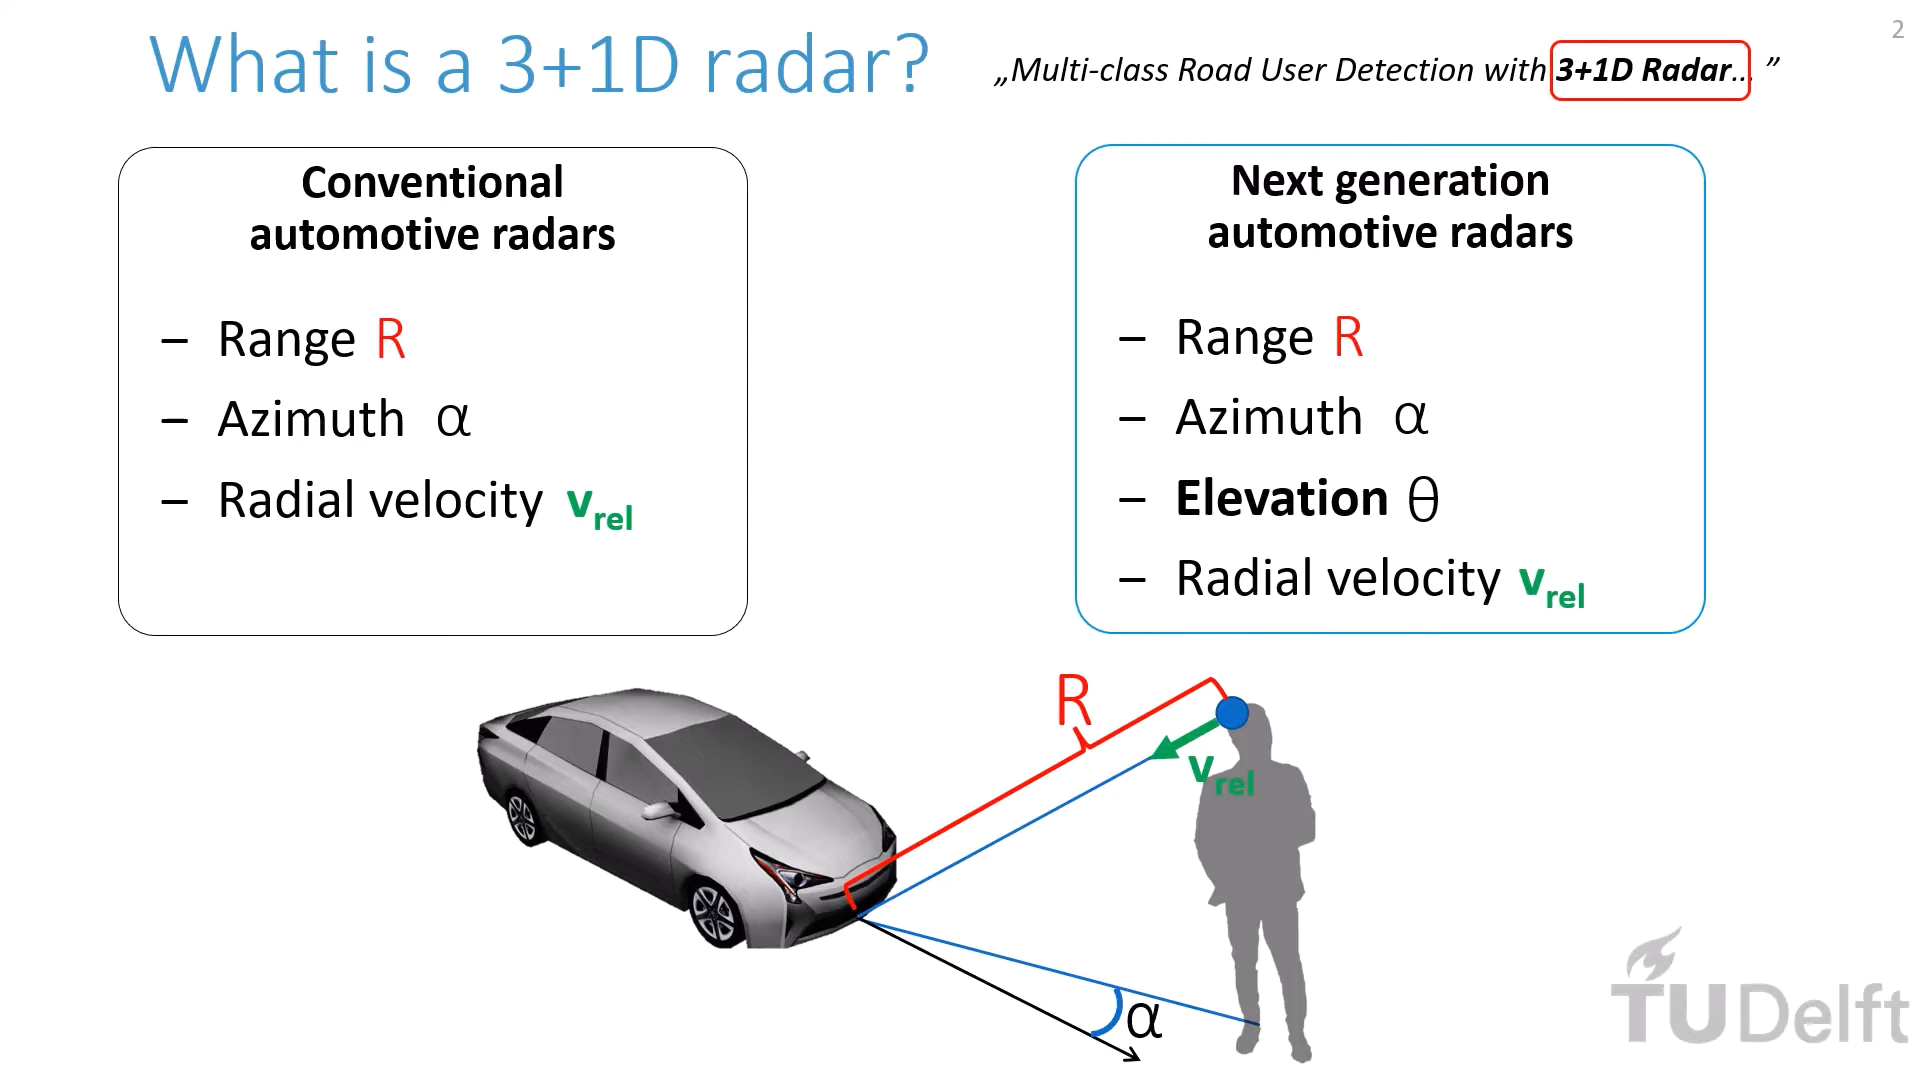 2
What is a 3+1D radar?
„Multi-class Road User Detection with 3+1D Radar... ”
Conventional
automotive radars
– Range R
– Azimuth α
– Radial velocity vrel
Next generation
automotive radars
– Range R
– Azimuth α
– Elevation θ
– Radial velocity vrel
R
vrel
α
TUDelft